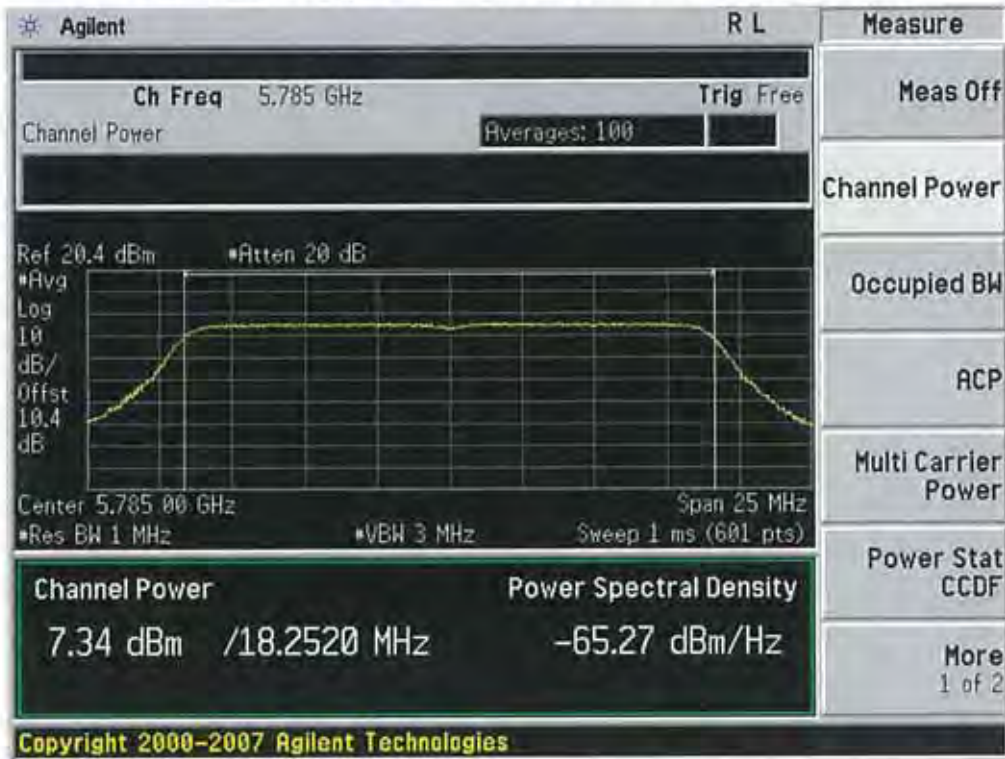 Agilent R L Measure
Ch Freq 5.785 GHz Trig Free Meas Off
Channel Power Averages: 100
Channel Power
Ref 20.4 dBm #Atten 20 dB
#Avg
Log
10
dB/
Offst
10.4
dB
Occupied BW
ACP
Multi Carrier
Power
Center 5.785 00 GHz Span 25 MHz
#Res BW 1 MHz #VBW 3 MHz Sweep 1 ms (601 pts)
Power Stat
CCDF
Channel Power Power Spectral Density
7.34 dBm /18.2520 MHz -65.27 dBm/Hz
More
1 of 2
Copyright 2000-2007 Agilent Technologies